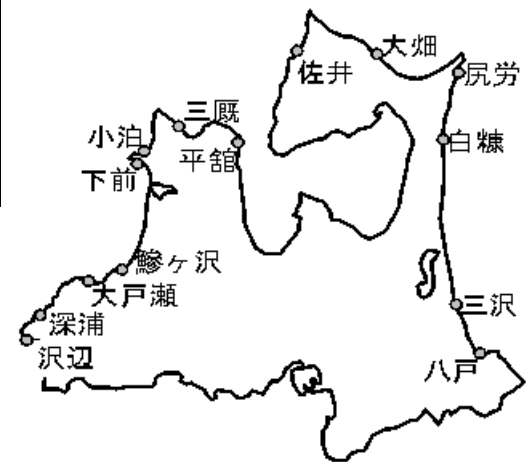 大畑
佐井
尻労
三厩
小泊
平舘
白糠
下前
鰺ヶ沢
大戸瀬
三沢
深浦
沢辺
八戸